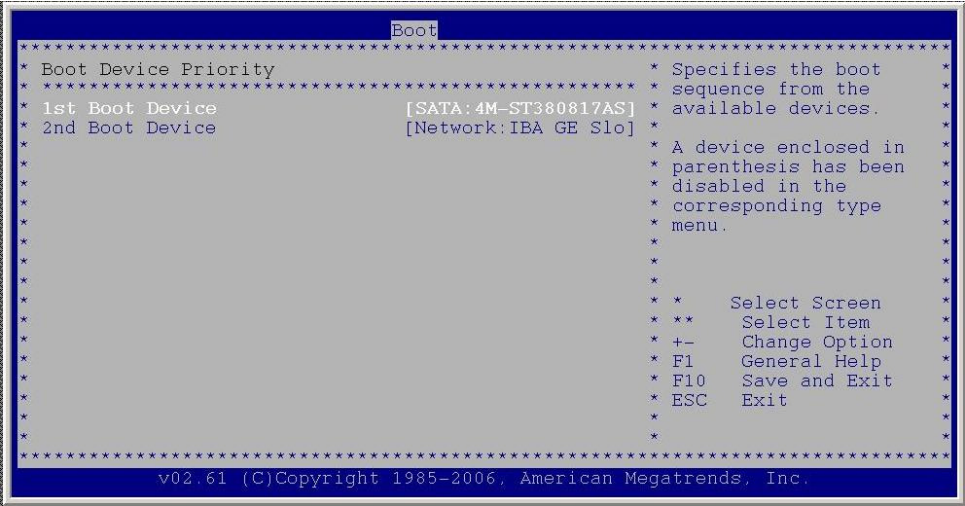 Boot
Boot Device Priority
1st Boot Device [SATA:4M-ST380817AS]
2nd Boot Device [Network:IBA GE Slo]
Specifies the boot
sequence from the
available devices.
A device enclosed in
parenthesis has been
disabled in the
corresponding type
menu.
* Select Screen
** Select Item
+- Change Option
F1 General Help
F10 Save and Exit
ESC Exit
v02.61 (C)Copyright 1985-2006, American Megatrends, Inc.